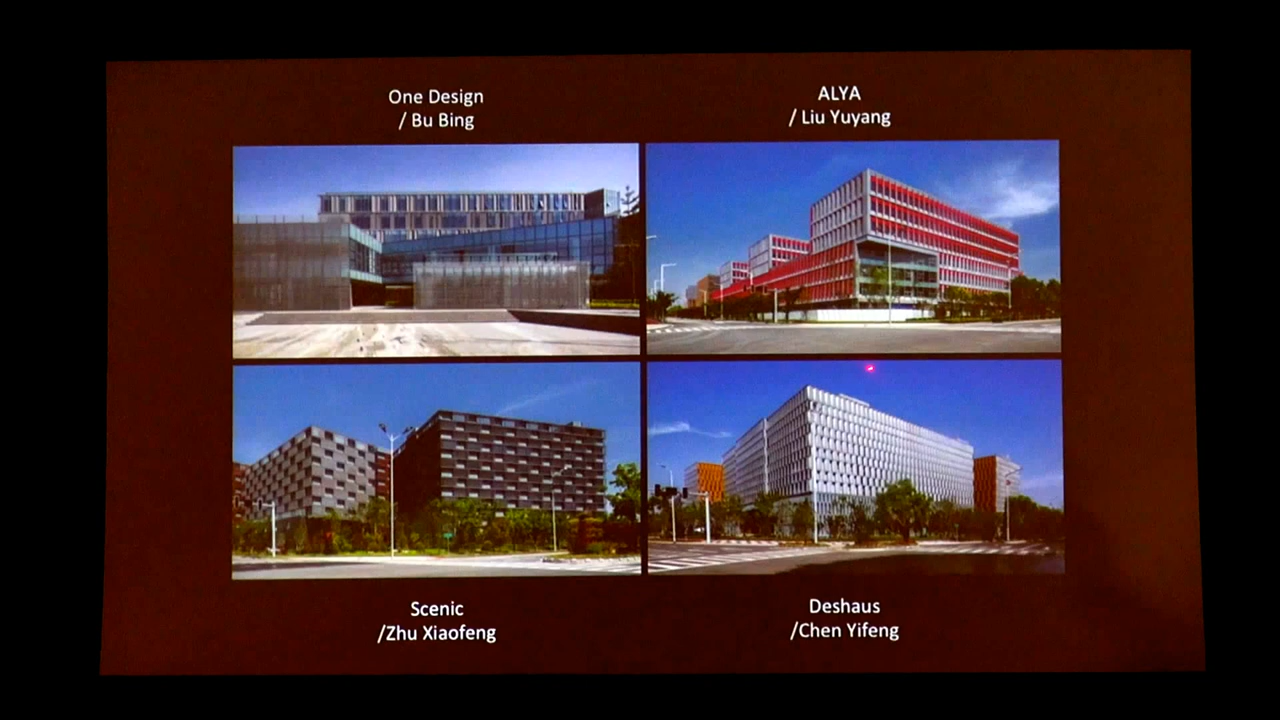 One Design
/ Bu Bing
ALYA
/ Liu Yuyang
Scenic
/Zhu Xiaofeng
Deshaus
/Chen Yifeng